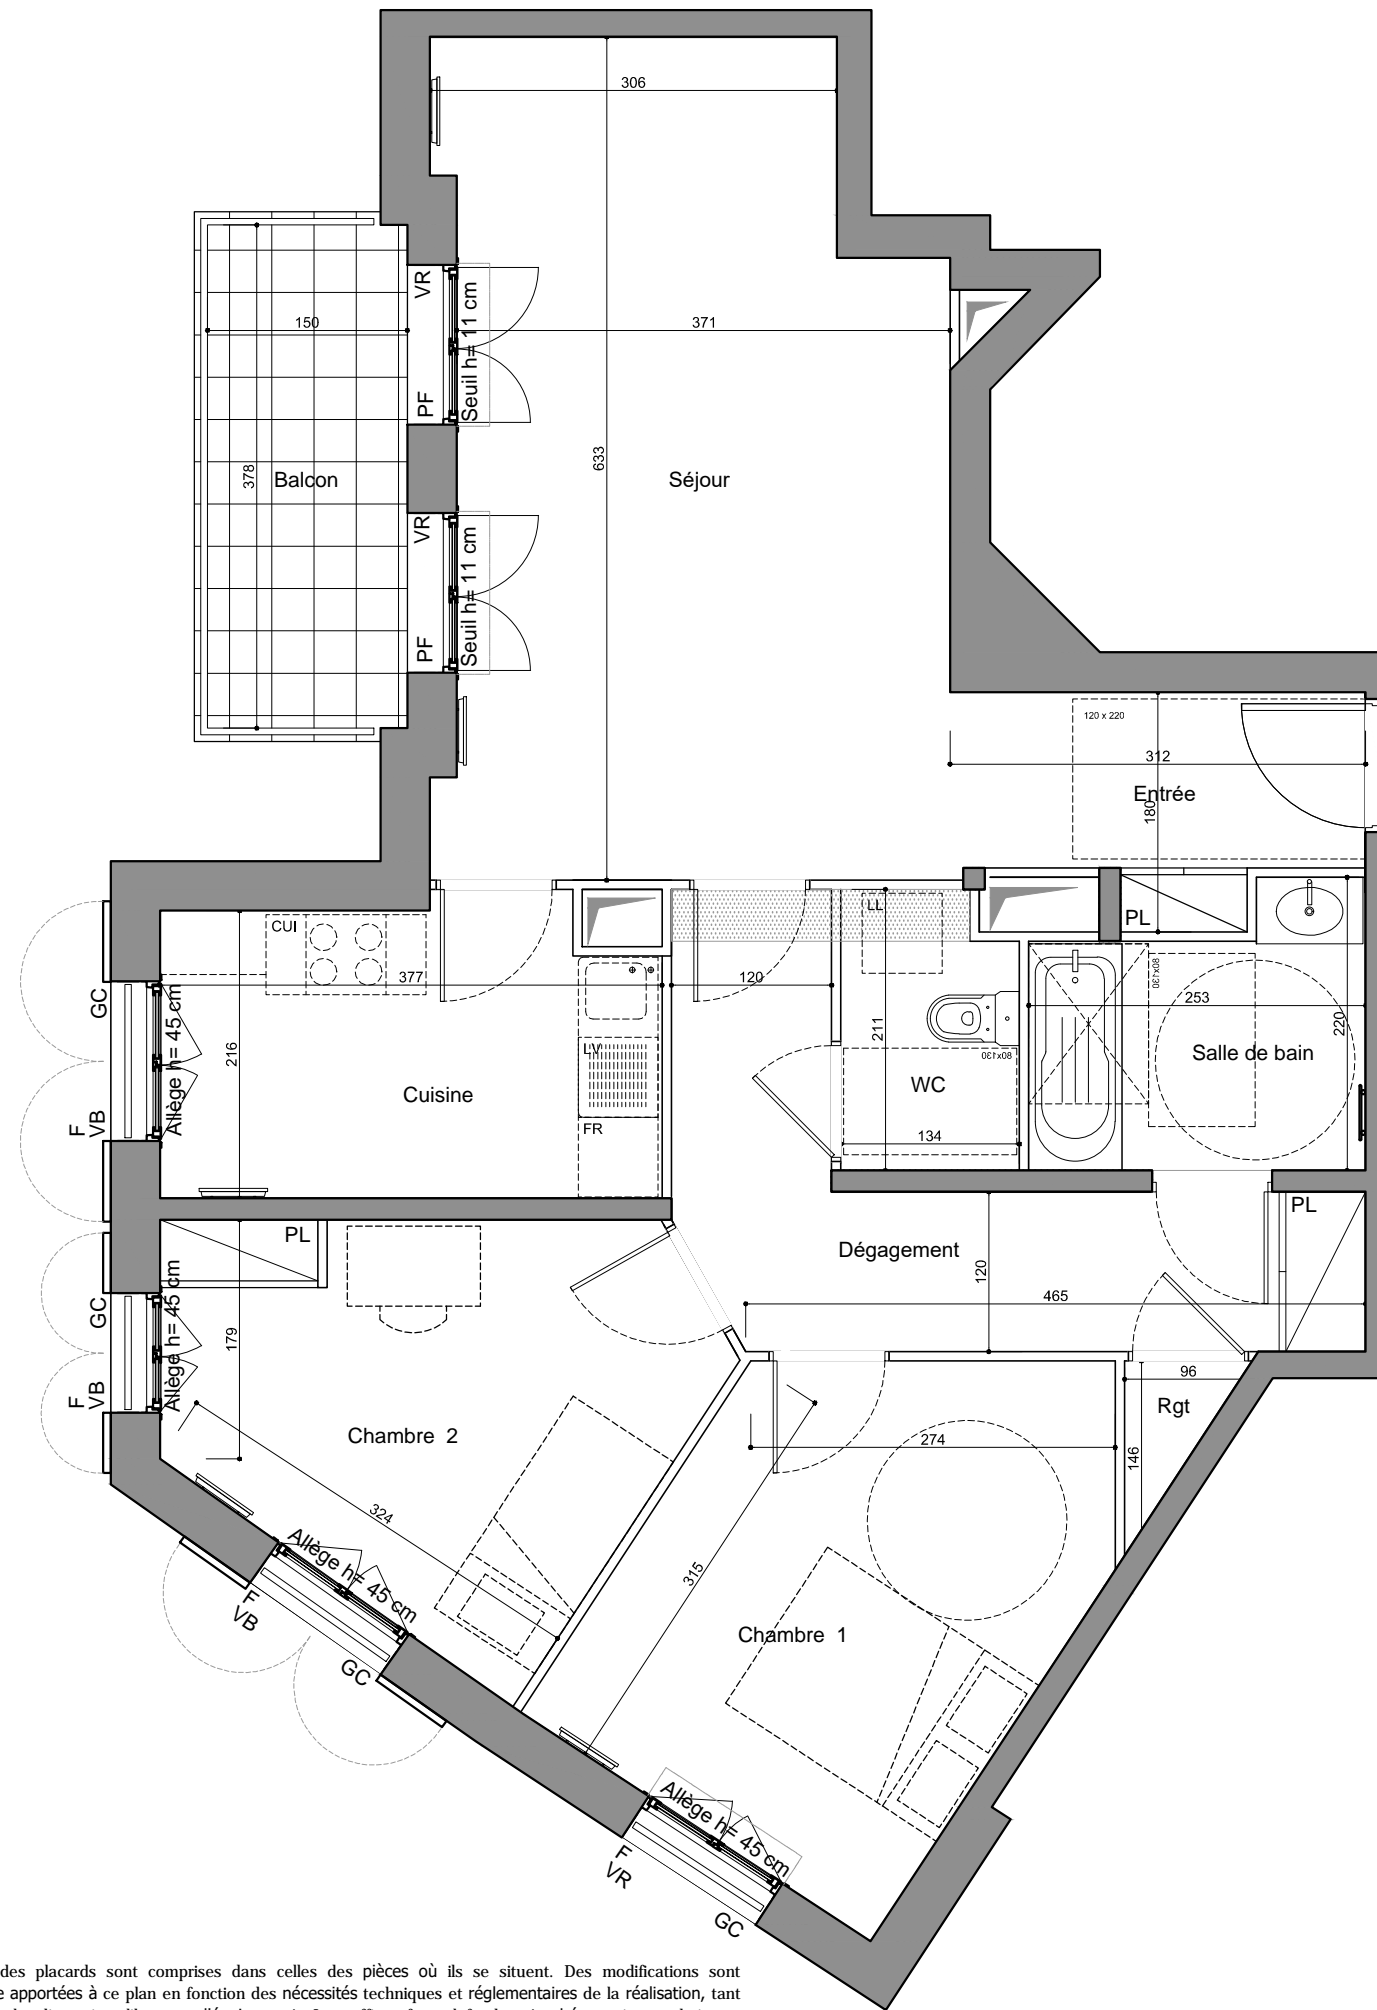 306
VR
Seuil h= 11 cm
150
371
PF
633
378
Balcon
Séjour
VR
Seuil h= 11 cm
PF
120 x 220
312
Entrée
180
LL
PL
CUI
377
120
80x130
253
GC
Allège h= 45 cm
216
211
220
LV
80x130
Salle de bain
Cuisine
WC
F
VB
FR
134
PL
PL
Dégagement
120
GC
Allège h= 45 cm
465
179
96
F
VB
Rgt
Chambre 2
274
146
324
Allège h= 45 cm
315
F
VB
Chambre 1
GC
Allège h= 45 cm
F
VR
GC
des placards sont comprises dans celles des pièces où ils se situent. Des modifications sont
apportées à ce plan en fonction des nécessités techniques et réglementaires de la réalisation, tant